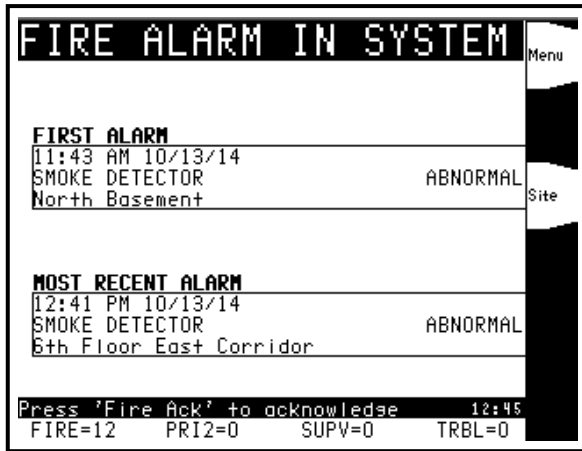 FIRE ALARM IN SYSTEM
Menu
FIRST ALARM
11:43 AM 10/13/14
SMOKE DETECTOR ABNORMAL
North Basement
Site
MOST RECENT ALARM
12:41 PM 10/13/14
SMOKE DETECTOR ABNORMAL
6th Floor East Corridor
Press 'Fire Ack' to acknowledge 12:45
FIRE=12 PRI2=0 SUPV=0 TRBL=0